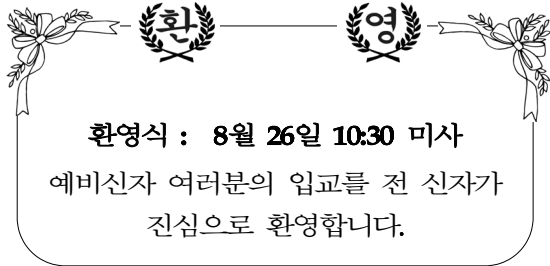 환 영
환영식 : 8월 26일 10:30 미사
예비신자 여러분의 입교를 전 신자가
진심으로 환영합니다.